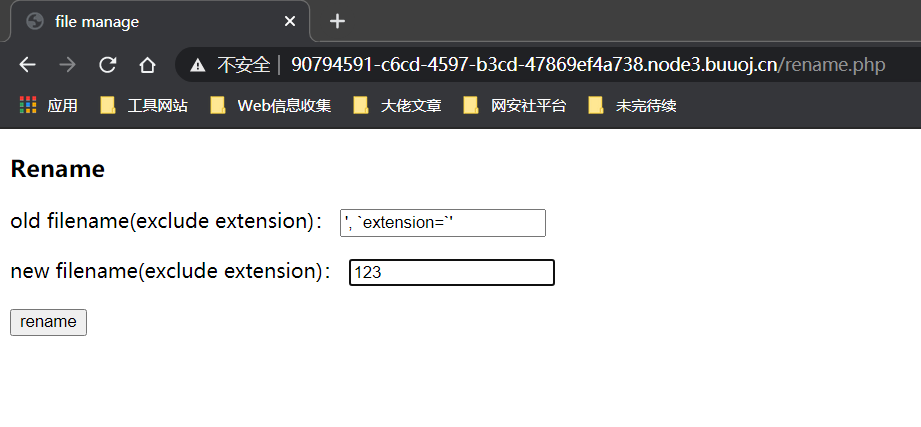 file manage
不安全 90794591-c6cd-4597-b3cd-47869ef4a738.node3.buuoj.cn/rename.php
应用 工具网站 Web信息收集 大佬文章 网安社平台 未完待续
Rename
old filename(exclude extension)： ', `extension=`'
new filename(exclude extension)： 123
rename